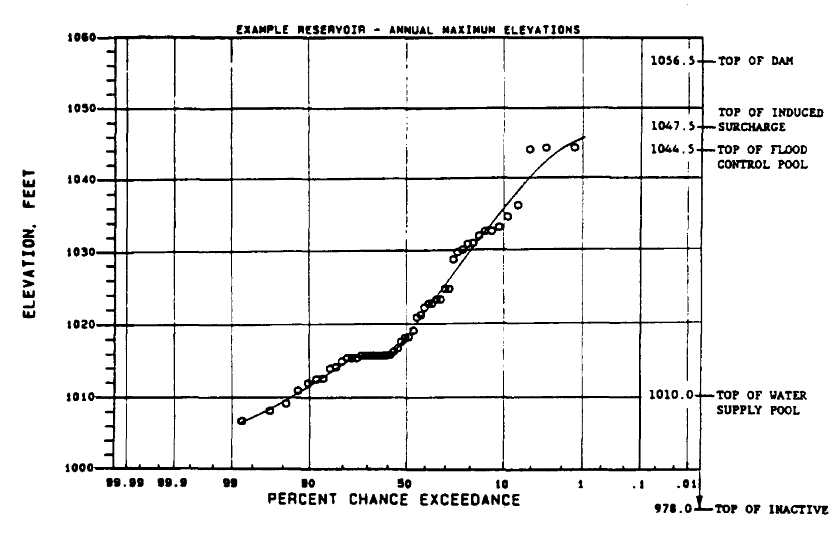 EXAMPLE RESERVOIR - ANNUAL MAXIMUM ELEVATIONS
1060
1050
1040
1030
1020
1010
1000
ELEVATION, FEET
99.99 99.9 99 90 50 10 1 .1 .01
PERCENT CHANCE EXCEEDANCE
1056.5 TOP OF DAM
TOP OF INDUCED
1047.5 SURCHARGE
1044.5 TOP OF FLOOD
CONTROL POOL
1010.0 TOP OF WATER
SUPPLY POOL
978.0 TOP OF INACTIVE